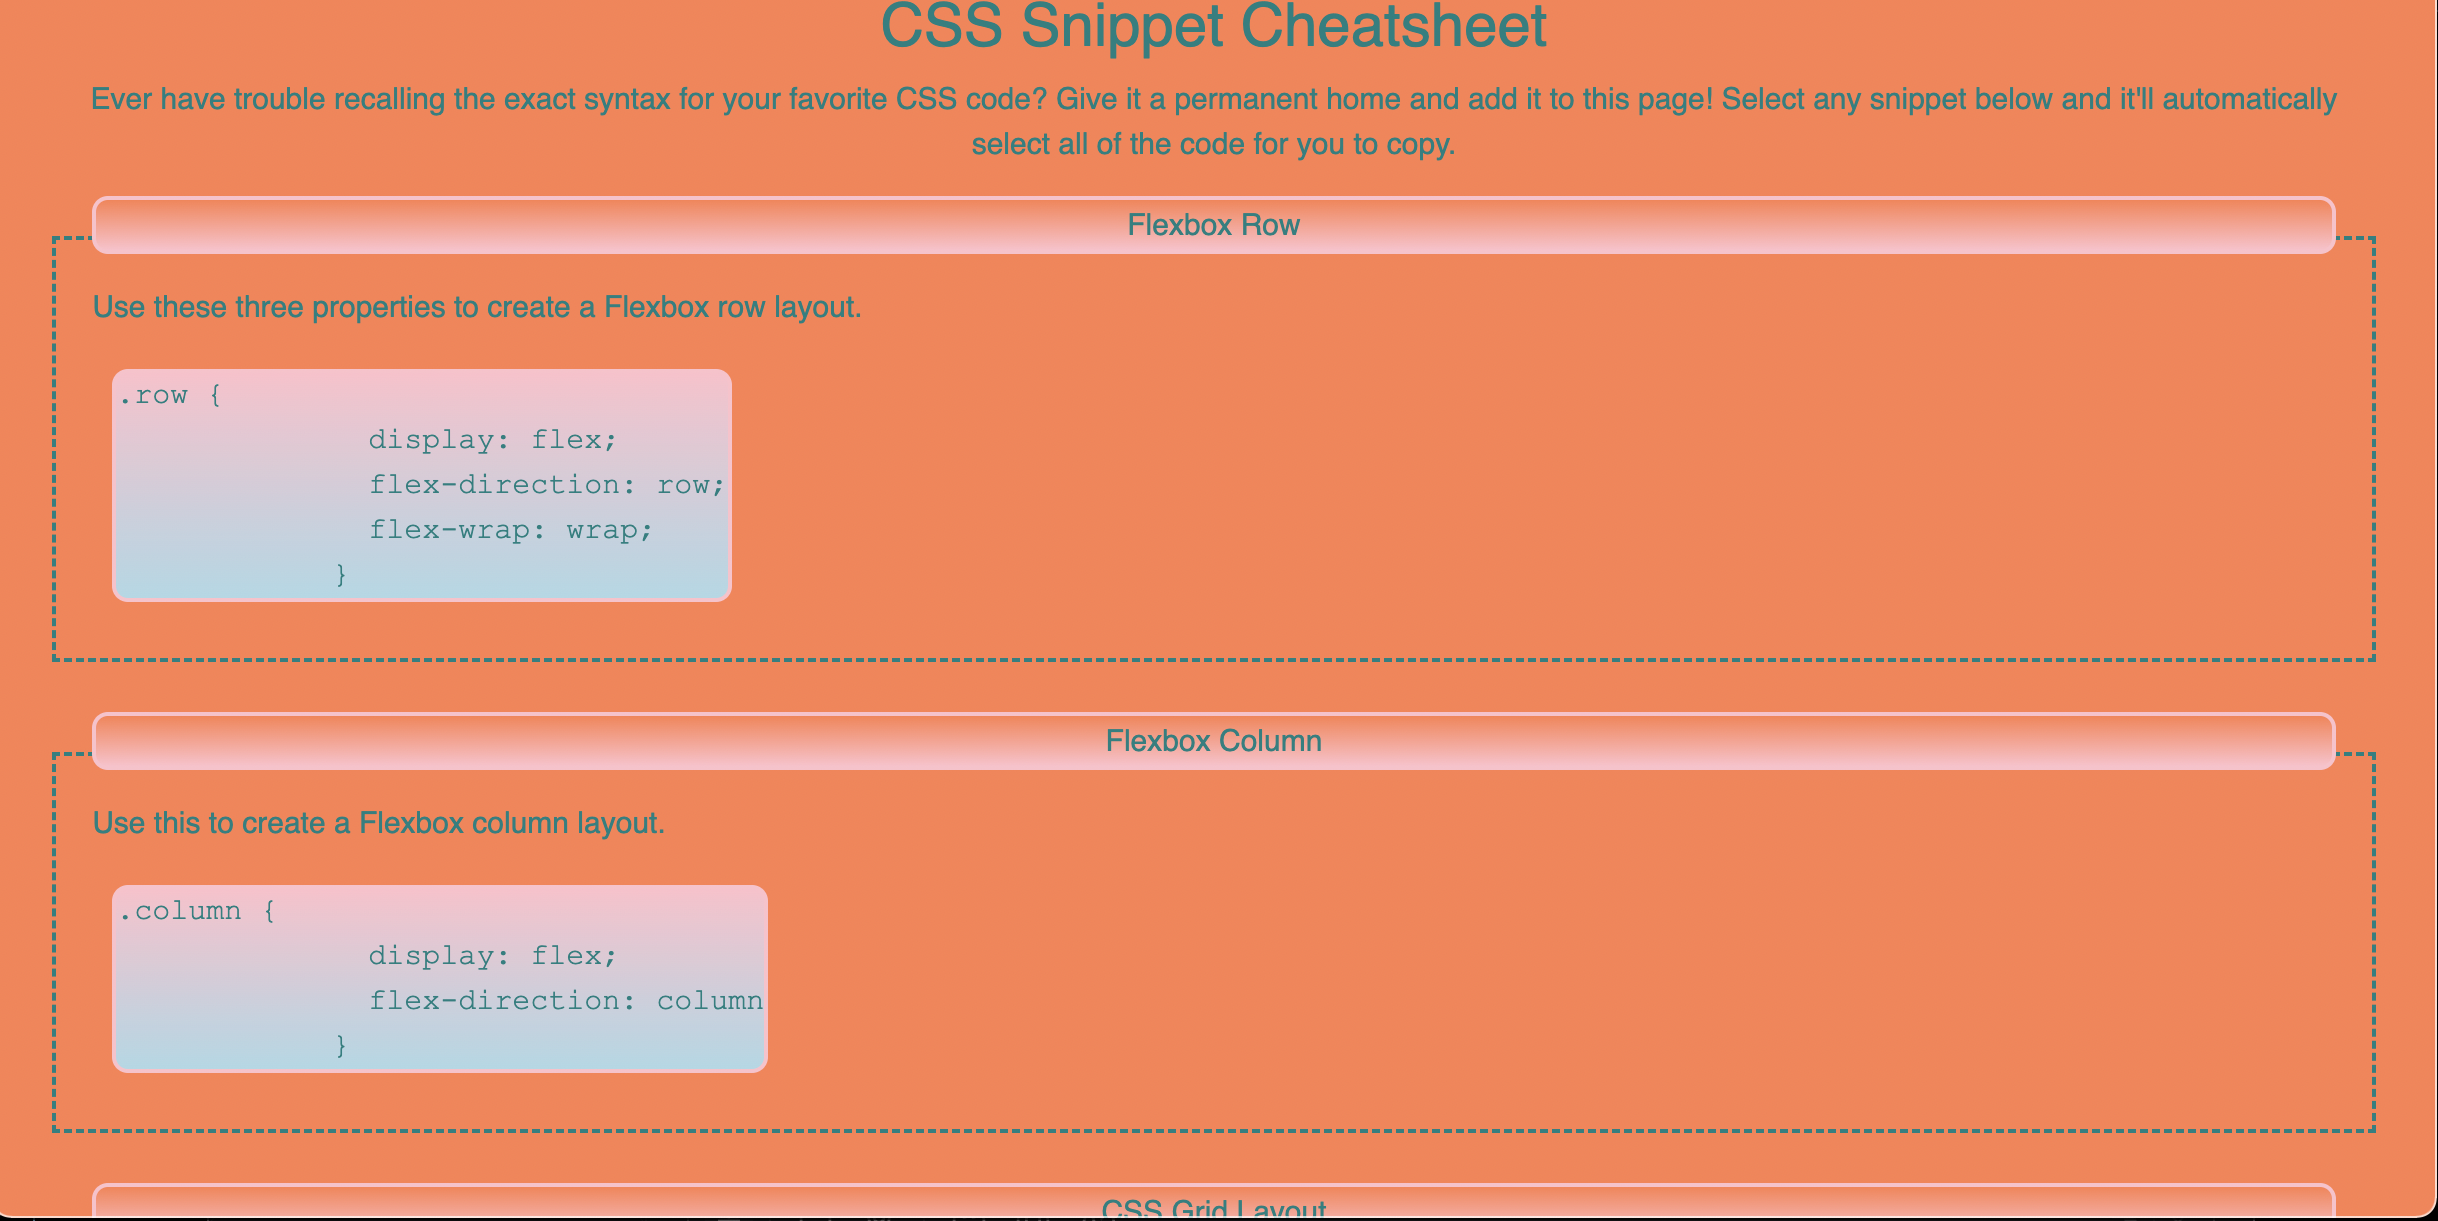 CSS Snippet Cheatsheet
Ever have trouble recalling the exact syntax for your favorite CSS code? Give it a permanent home and add it to this page! Select any snippet below and it'll automatically
select all of the code for you to copy.
Flexbox Row
Use these three properties to create a Flexbox row layout.
.row {
display: flex;
flex-direction: row;
flex-wrap: wrap;
}
Flexbox Column
Use this to create a Flexbox column layout.
.column {
display: flex;
flex-direction: column
}
CSS Grid Layout